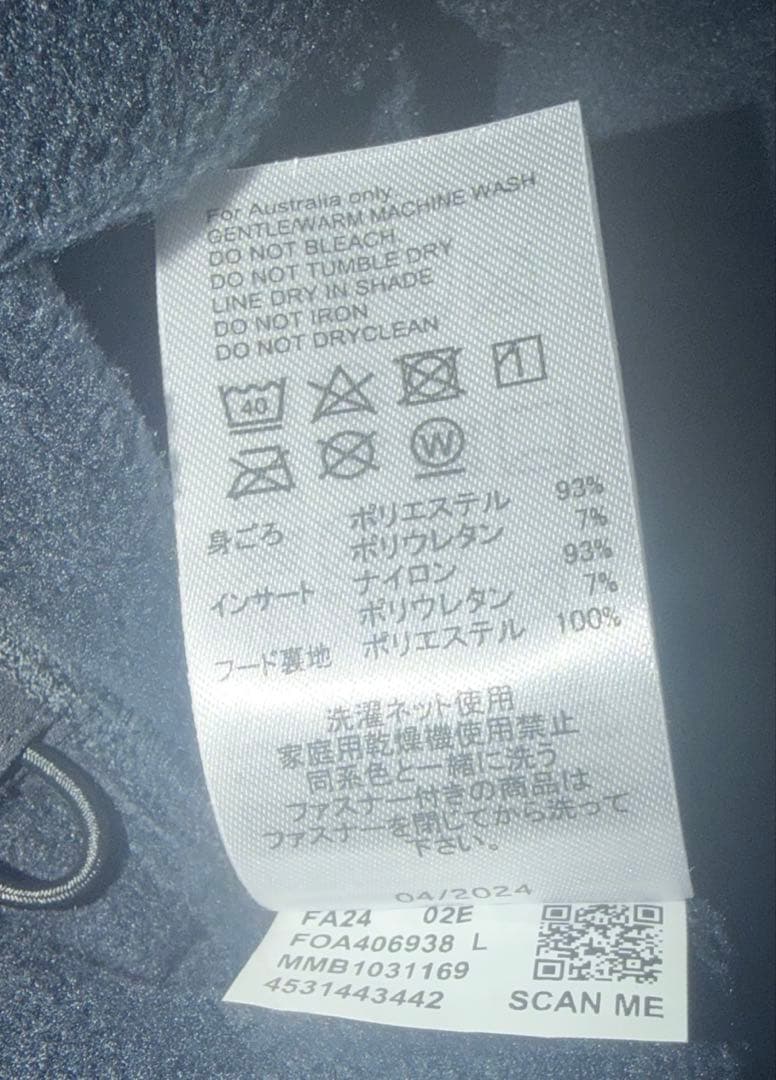 For Australia only.
GENTLE/WARM MACHINE WASH
DO NOT BLEACH
DO NOT TUMBLE DRY
LINE DRY IN SHADE
DO NOT IRON
DO NOT DRYCLEAN
40
W
身ごろ ポリエステル 93%
ポリウレタン 7%
インサート ナイロン 93%
ポリウレタン 7%
フード裏地 ポリエステル 100%
洗濯ネット使用
家庭用乾燥機使用禁止
同系色と一緒に洗う
ファスナー付きの商品は
ファスナーを閉じてから洗って
下さい。
04/2024
FA24 02E
FOA406938 L
MMB1031169
4531443442
SCAN ME